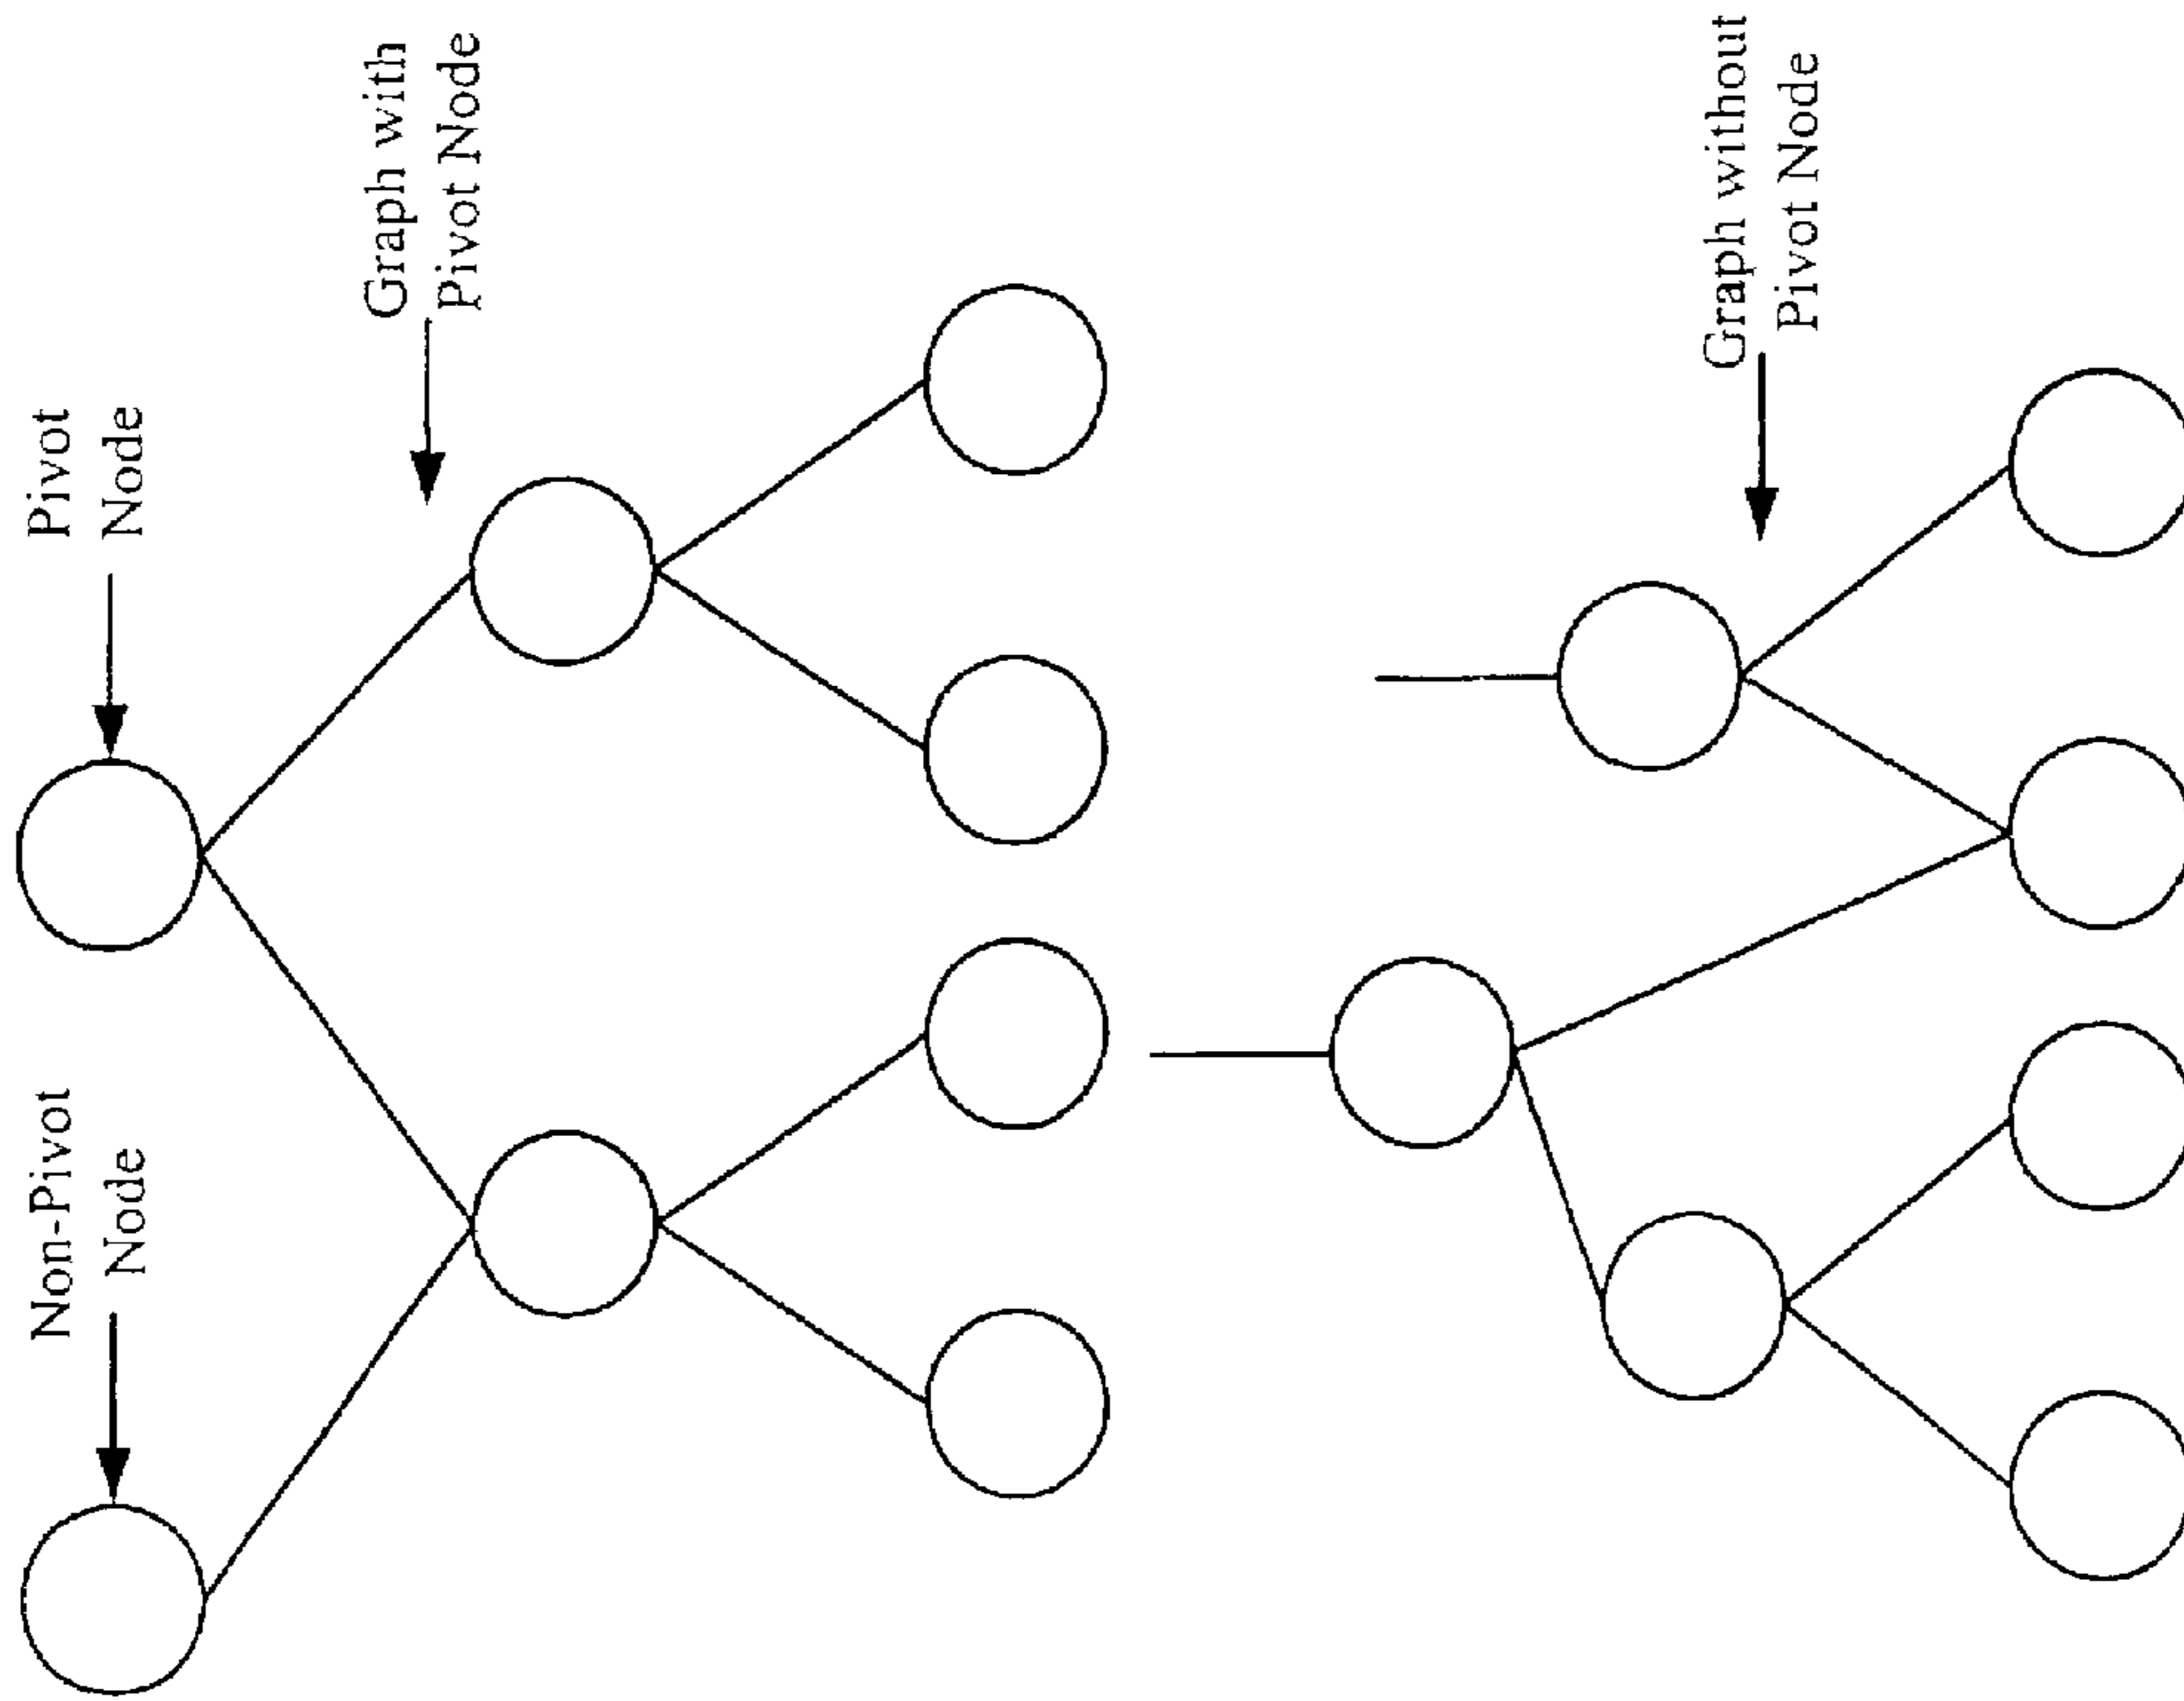 Non-Pivot
Node
Pivot
Node
Graph with
Pivot Node
Graph without
Pivot Node